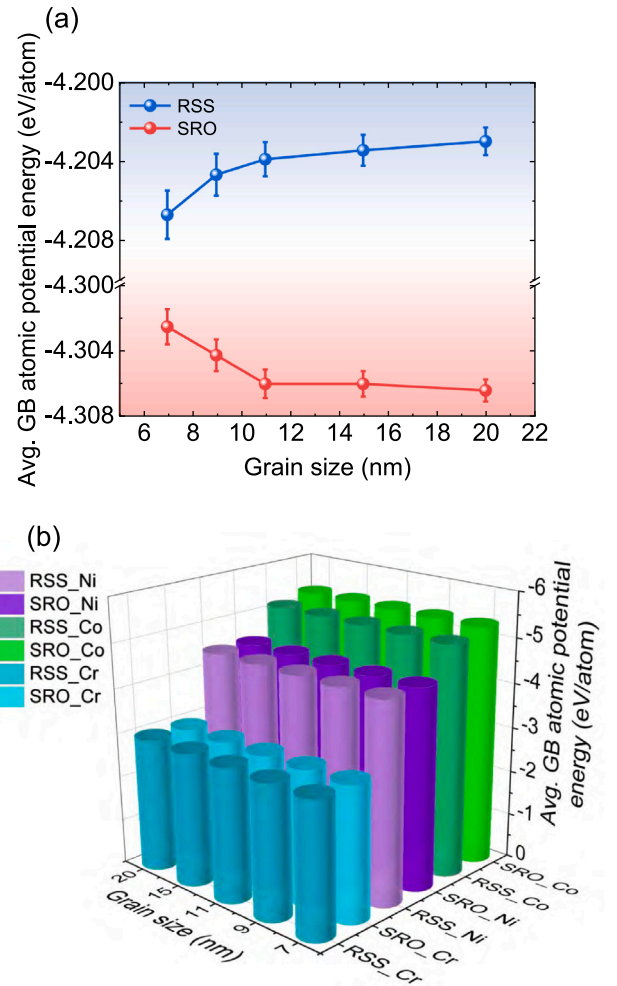 (a)
Avg. GB atomic potential energy (eV/atom)
-4.200
-4.204
-4.208
-4.300
-4.304
-4.308
RSS
SRO
6 8 10 12 14 16 18 20 22
Grain size (nm)
(b)
RSS_Ni
SRO_Ni
RSS_Co
SRO_Co
RSS_Cr
SRO_Cr
-6
-5
-4
-3
-2
-1
0
Avg. GB atomic potential
energy (eV/atom)
20
15
11
9
7
Grain size (nm)
SRO_Co
RSS_Co
SRO_Ni
RSS_Ni
SRO_Cr
RSS_Cr